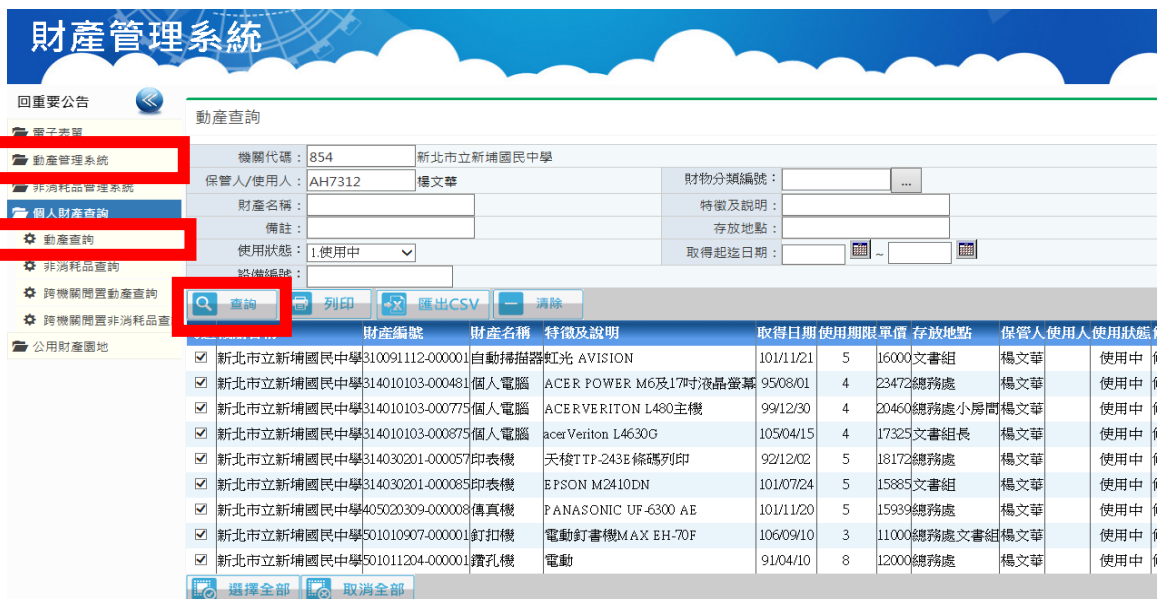 財產管理系統
回重要公告
電子表單
動產管理系統
非消耗品管理系統
個人財產查詢
動產查詢
非消耗品查詢
跨機關閒置動產查詢
跨機關閒置非消耗品查
公用財產園地
動產查詢
機關代碼： 854 新北市立新埔國民中學
保管人/使用人： AH7312 楊文華 財物分類編號： ...
財產名稱： 特徵及說明：
備註： 存放地點：
使用狀態： 1.使用中 取得起迄日期： ~
設備編號：
查詢 列印 匯出CSV 清除
財產編號 財產名稱 特徵及說明 取得日期 使用期限 單價 存放地點 保管人 使用人 使用狀態
新北市立新埔國民中學 310091112-000001 自動掃描器 虹光 AVISION 101/11/21 5 16000 文書組 楊文華 使用中
新北市立新埔國民中學 314010103-000481 個人電腦 ACER POWER M6及17吋液晶螢幕 95/08/01 4 23472 總務處 楊文華 使用中
新北市立新埔國民中學 314010103-000775 個人電腦 ACERVERITON L480主機 99/12/30 4 20460 總務處小房間 楊文華 使用中
新北市立新埔國民中學 314010103-000875 個人電腦 acerVeriton L4630G 105/04/15 4 17325 文書組長 楊文華 使用中
新北市立新埔國民中學 314030201-000057 印表機 天梭TTP-243E條碼列印 92/12/02 5 18172 總務處 楊文華 使用中
新北市立新埔國民中學 314030201-000085 印表機 EPSON M2410DN 101/07/24 5 15885 文書組 楊文華 使用中
新北市立新埔國民中學 405020309-000008 傳真機 PANASONIC UF-6300 AE 101/11/20 5 15939 總務處 楊文華 使用中
新北市立新埔國民中學 501010907-000001 釘扣機 電動釘書機MAX EH-70F 106/09/10 3 11000 總務處文書組 楊文華 使用中
新北市立新埔國民中學 501011204-000001 鑽孔機 電動 91/04/10 8 12000 總務處 楊文華 使用中
選擇全部 取消全部